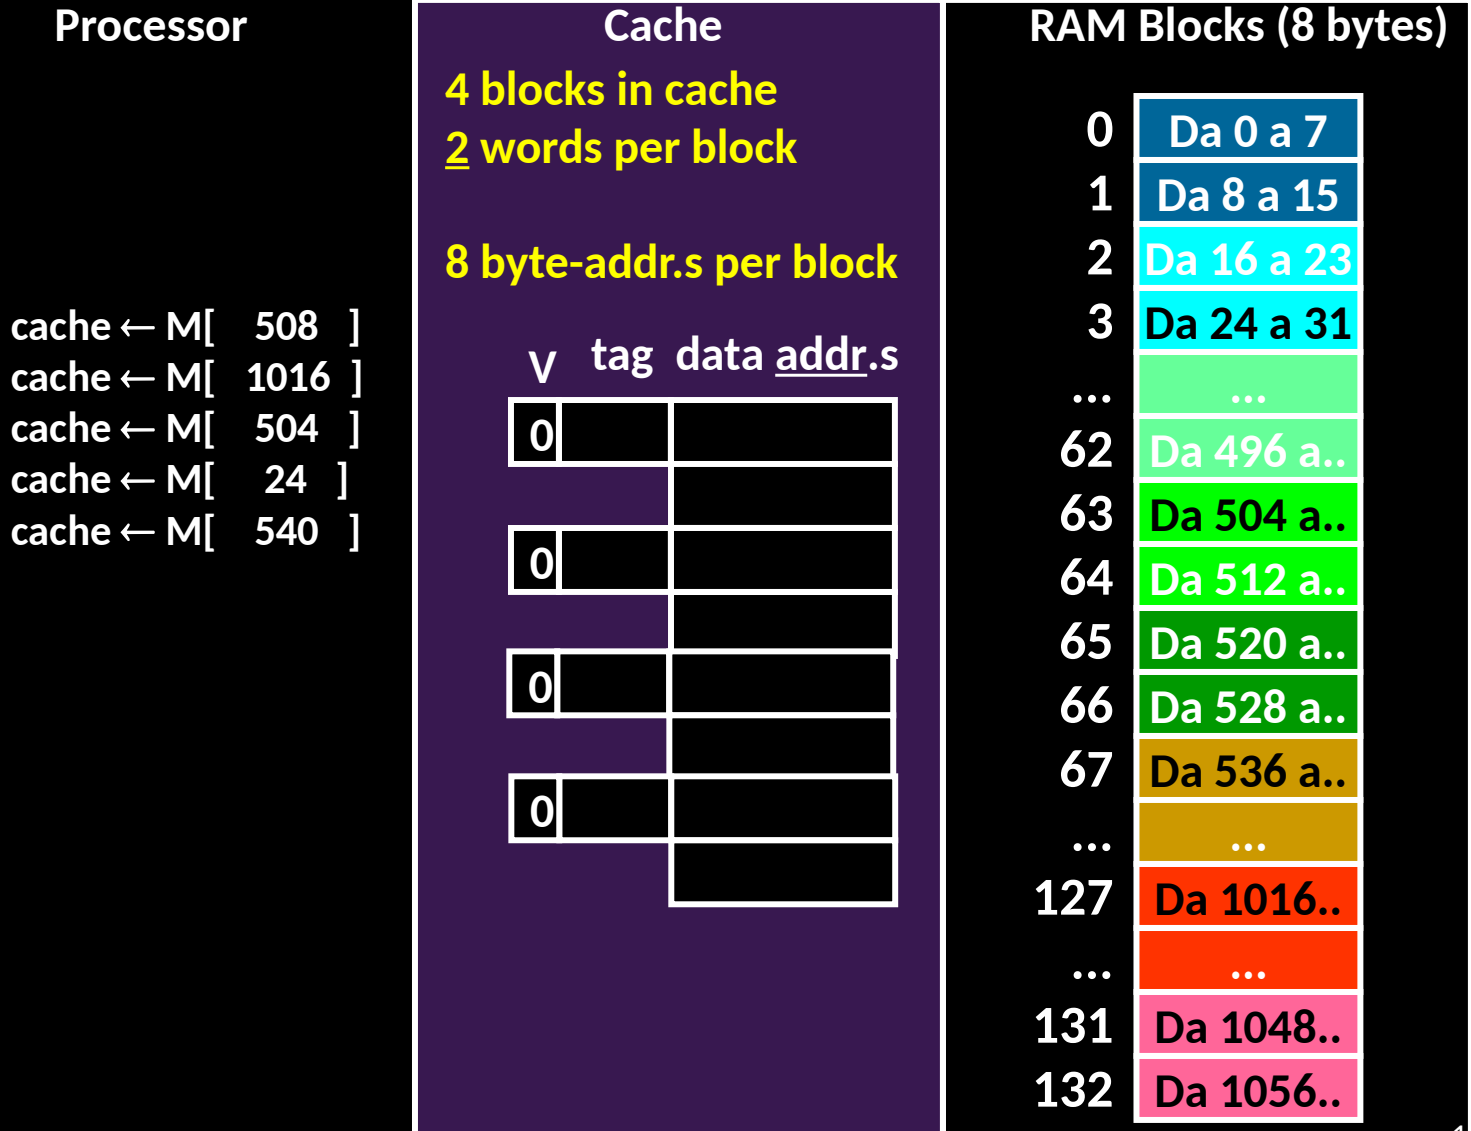 Processor
cache ← M[ 508 ]
cache ← M[ 1016 ]
cache ← M[ 504 ]
cache ← M[ 24 ]
cache ← M[ 540 ]
Cache
4 blocks in cache
2 words per block
8 byte-addr.s per block
V tag data addr.s
0
0
0
0
RAM Blocks (8 bytes)
0 Da 0 a 7
1 Da 8 a 15
2 Da 16 a 23
3 Da 24 a 31
... ...
62 Da 496 a..
63 Da 504 a..
64 Da 512 a..
65 Da 520 a..
66 Da 528 a..
67 Da 536 a..
... ...
127 Da 1016..
... ...
131 Da 1048..
132 Da 1056..